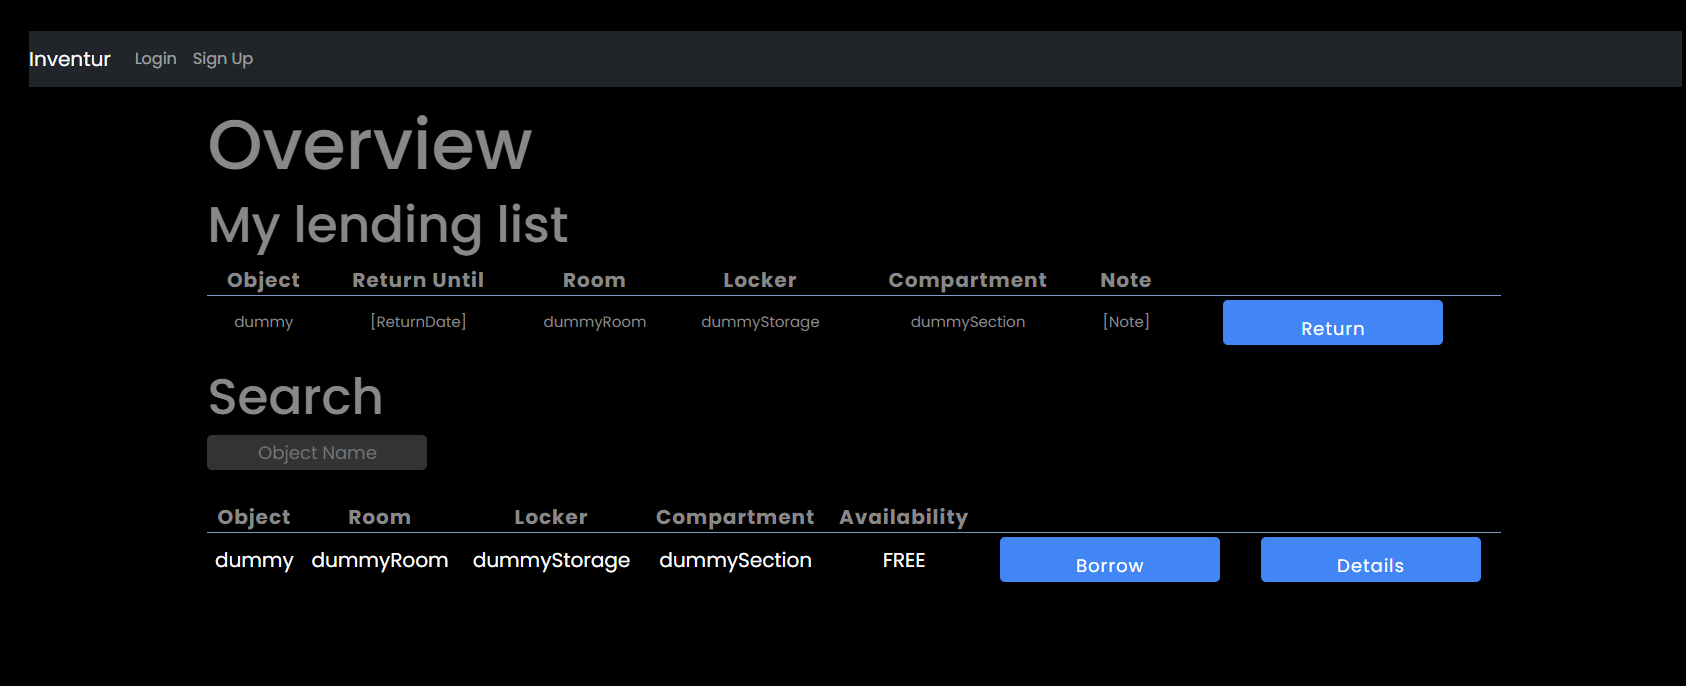 Inventur Login Sign Up
Overview
My lending list
Object Return Until Room Locker Compartment Note
dummy [ReturnDate] dummyRoom dummyStorage dummySection [Note] Return
Search
Object Name
Object Room Locker Compartment Availability
dummy dummyRoom dummyStorage dummySection FREE Borrow Details